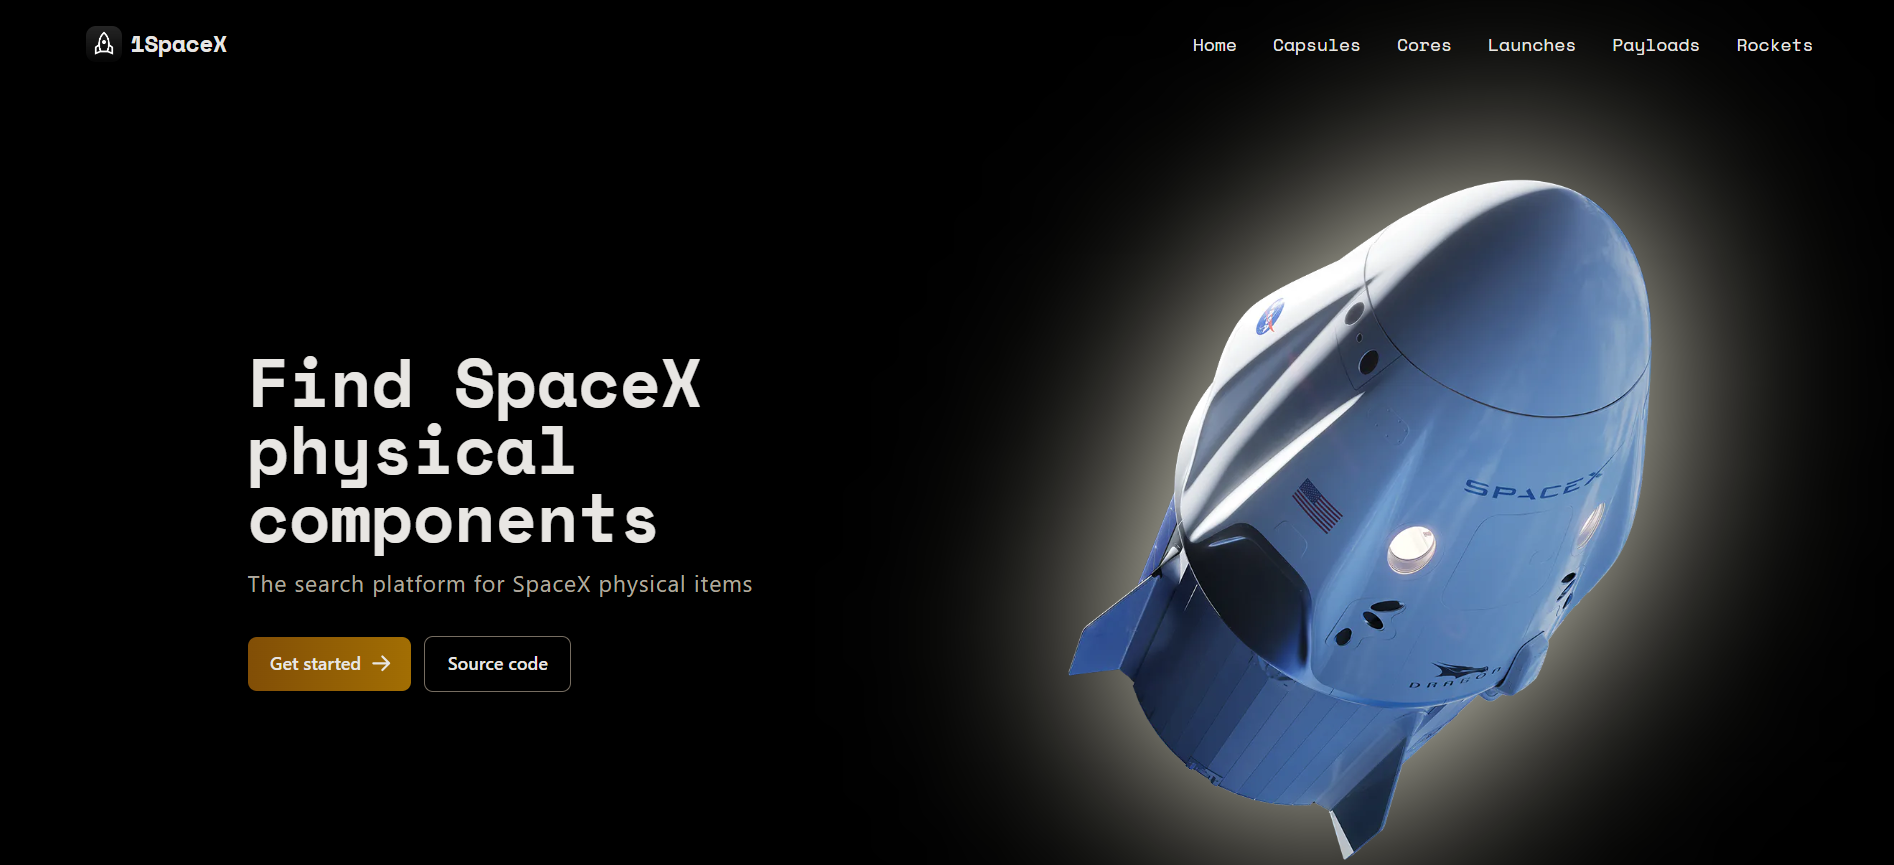 1SpaceX
Home Capsules Cores Launches Payloads Rockets
Find SpaceX
physical
components
The search platform for SpaceX physical items
Get started
Source code
SPACEX
DRAGON